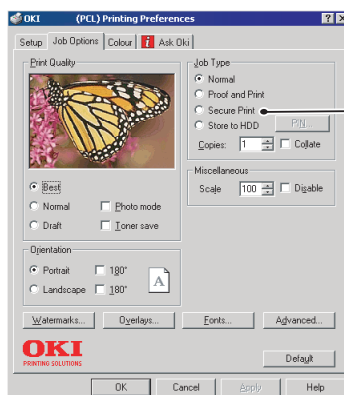 OKI (PCL) Printing Preferences
Setup Job Options Colour Ask Oki
Print Quality
Best
Normal Photo mode
Draft Toner save
Orientation
Portrait 180°
Landscape 180°
A
Job Type
Normal
Proof and Print
Secure Print
Store to HDD PIN...
Copies: 1 Collate
Miscellaneous
Scale 100 Disable
Watermarks... Overlays... Fonts... Advanced...
OKI
PRINTING SOLUTIONS
Default
OK Cancel Apply Help